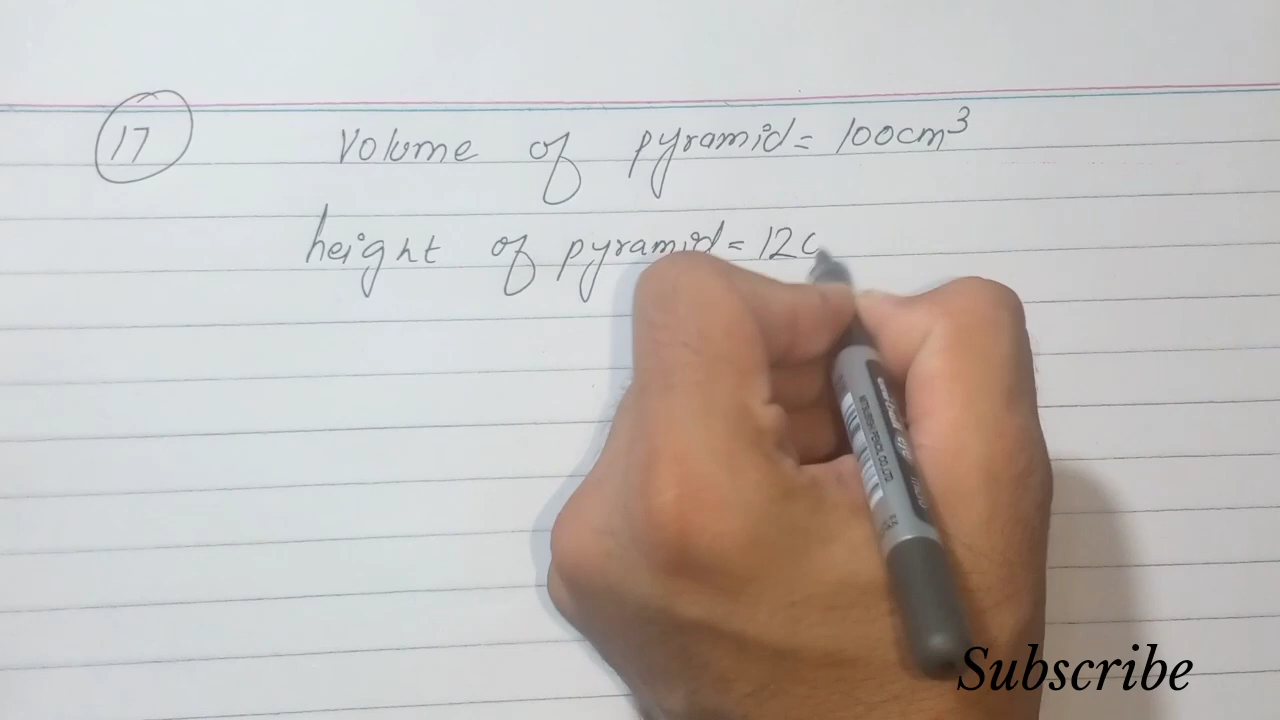 17 Volume of pyramid = 100cm³
height of pyramid = 12c
Subscribe